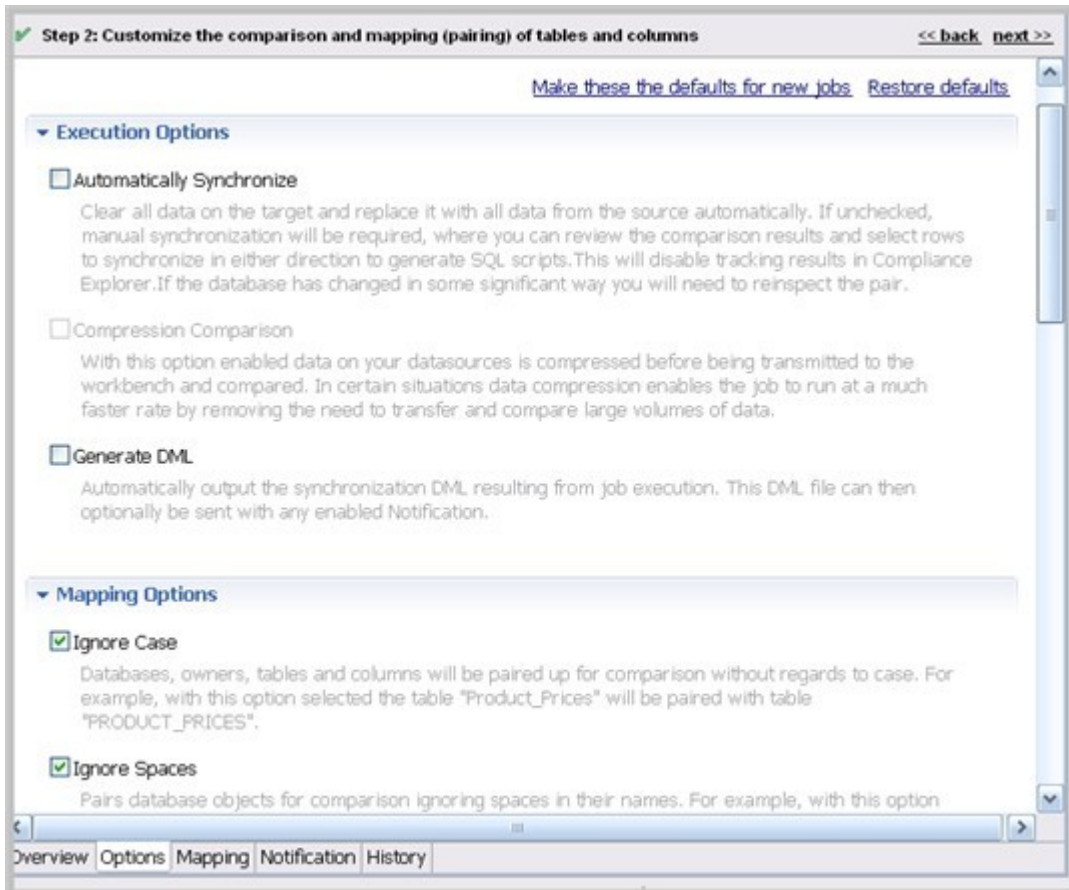 Step 2: Customize the comparison and mapping (pairing) of tables and columns
<< back next >>
Make these the defaults for new jobs Restore defaults
Execution Options
Automatically Synchronize
Clear all data on the target and replace it with all data from the source automatically. If unchecked,
manual synchronization will be required, where you can review the comparison results and select rows
to synchronize in either direction to generate SQL scripts.This will disable tracking results in Compliance
Explorer.If the database has changed in some significant way you will need to reinspect the pair.
Compression Comparison
With this option enabled data on your datasources is compressed before being transmitted to the
workbench and compared. In certain situations data compression enables the job to run at a much
faster rate by removing the need to transfer and compare large volumes of data.
Generate DML
Automatically output the synchronization DML resulting from job execution. This DML file can then
optionally be sent with any enabled Notification.
Mapping Options
Ignore Case
Databases, owners, tables and columns will be paired up for comparison without regards to case. For
example, with this option selected the table "Product_Prices" will be paired with table
"PRODUCT_PRICES".
Ignore Spaces
Pairs database objects for comparison ignoring spaces in their names. For example, with this option
Overview Options Mapping Notification History